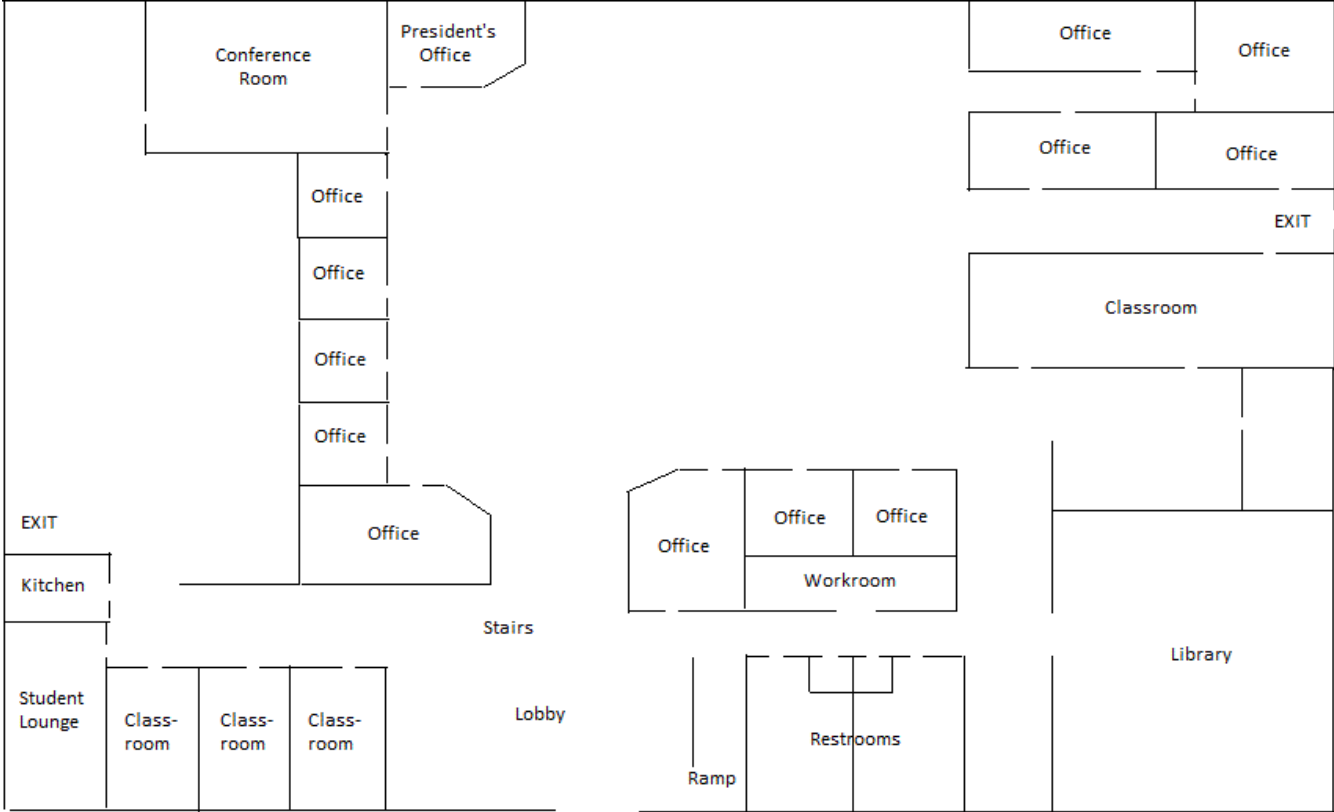 President's
Office
Conference
Room
Office
Office
Office
Office
Office
Office
EXIT
Office
Classroom
Office
Office
Office
Office
Office
EXIT
Office
Office
Kitchen
Workroom
Stairs
Library
Student
Lounge
Class-
room
Class-
room
Class-
room
Lobby
Restrooms
Ramp